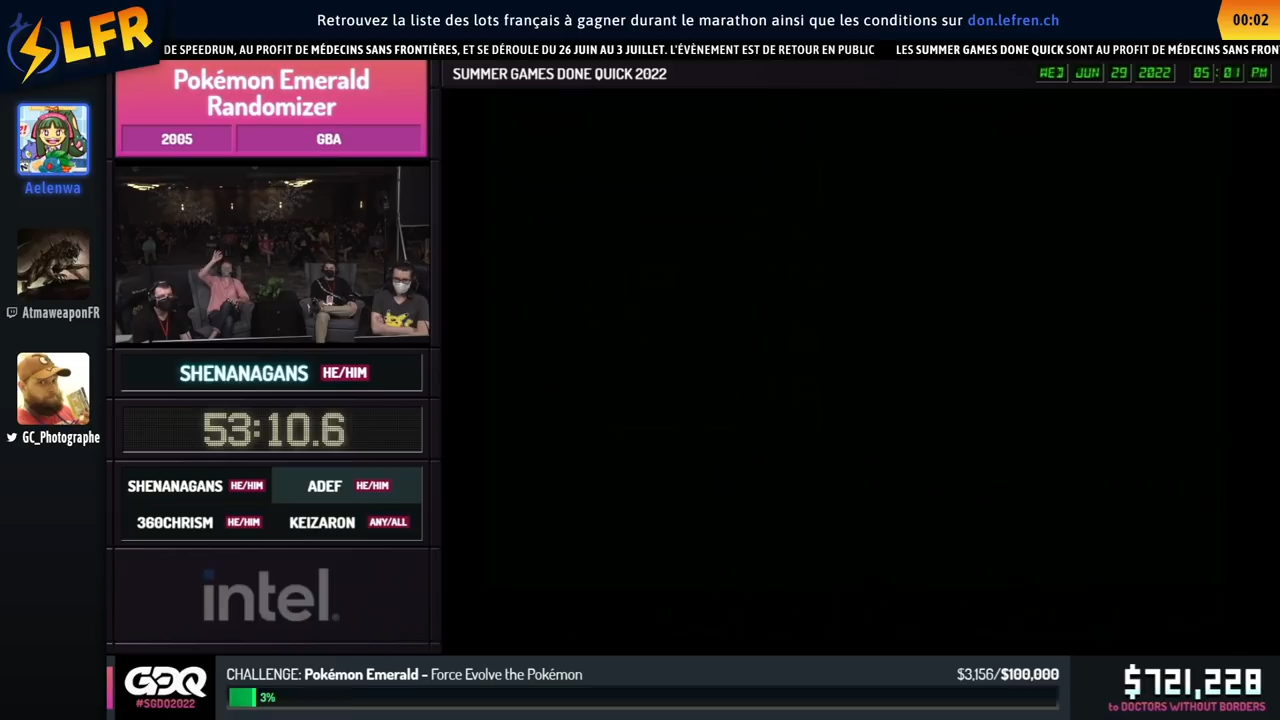 LFR
Retrouvez la liste des lots français à gagner durant le marathon ainsi que les conditions sur don.lefren.ch
00:02
DE SPEEDRUN, AU PROFIT DE MÉDECINS SANS FRONTIÈRES, ET SE DÉROULE DU 26 JUIN AU 3 JUILLET. L'ÉVÈNEMENT EST DE RETOUR EN PUBLIC LES SUMMER GAMES DONE QUICK SONT AU PROFIT DE MÉDECINS SANS FRON
Pokémon Emerald
Randomizer
2005 GBA
SUMMER GAMES DONE QUICK 2022
WED JUN 29 2022 05:01 PM
Aelenwa
AtmaweaponFR
GC_Photographe
SHENANAGANS HE/HIM
53:10.6
SHENANAGANS HE/HIM ADEF HE/HIM
360CHRISM HE/HIM KEIZARON ANY/ALL
intel.
GDQ
#SGDQ2022
CHALLENGE: Pokémon Emerald - Force Evolve the Pokémon $3,156/$100,000
3%
$721,228
to DOCTORS WITHOUT BORDERS